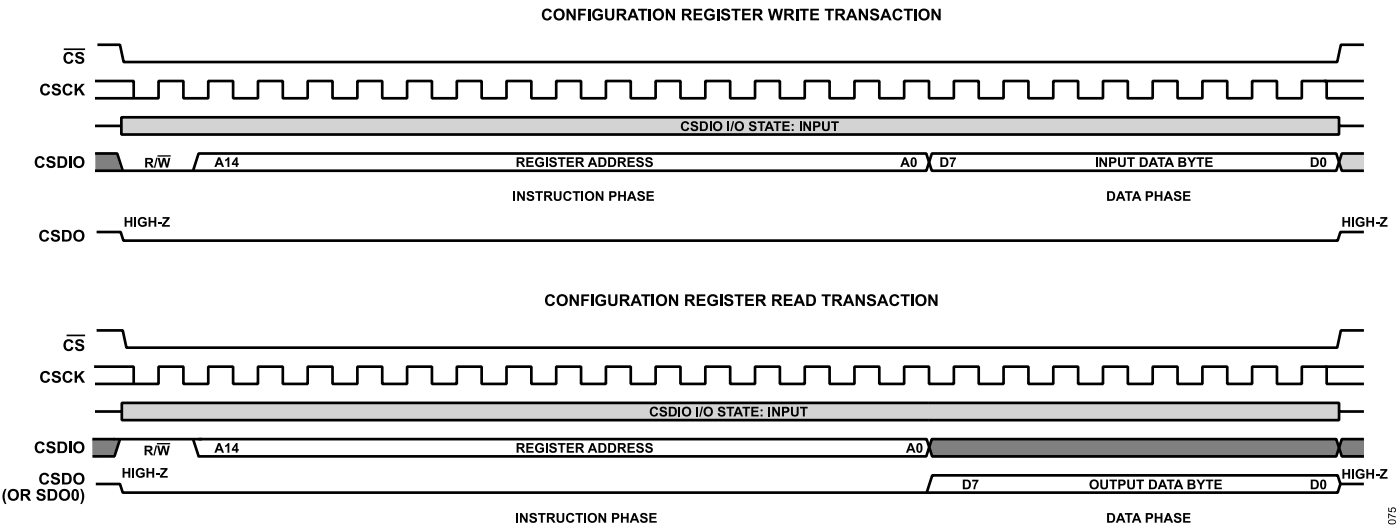 CONFIGURATION REGISTER WRITE TRANSACTION
CS
CSCK
CSDIO I/O STATE: INPUT
CSDIO R/W A14 REGISTER ADDRESS A0 D7 INPUT DATA BYTE D0
INSTRUCTION PHASE DATA PHASE
HIGH-Z HIGH-Z
CSDO
CONFIGURATION REGISTER READ TRANSACTION
CS
CSCK
CSDIO I/O STATE: INPUT
CSDIO R/W A14 REGISTER ADDRESS A0
HIGH-Z HIGH-Z
CSDO D7 OUTPUT DATA BYTE D0
(OR SDO0)
INSTRUCTION PHASE DATA PHASE
075